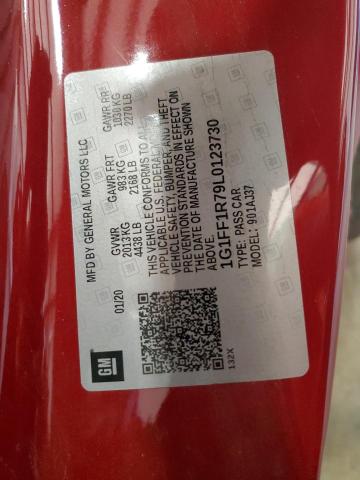 MFD BY GENERAL MOTORS LLC
01/20
GVWR
2013 KG
4438 LB
GAWR FRT
983 KG
2168 LB
GAWR RR
1030 KG
2270 LB
THIS VEHICLE CONFORMS TO ALL
APPLICABLE U.S. FEDERAL MOTOR
VEHICLE SAFETY, BUMPER, AND THEFT
PREVENTION STANDARDS IN EFFECT ON
THE DATE OF MANUFACTURE SHOWN
ABOVE
1G1FF1R79L0123730
TYPE: PASS CAR
MODEL: 901AJ37
GM
132X